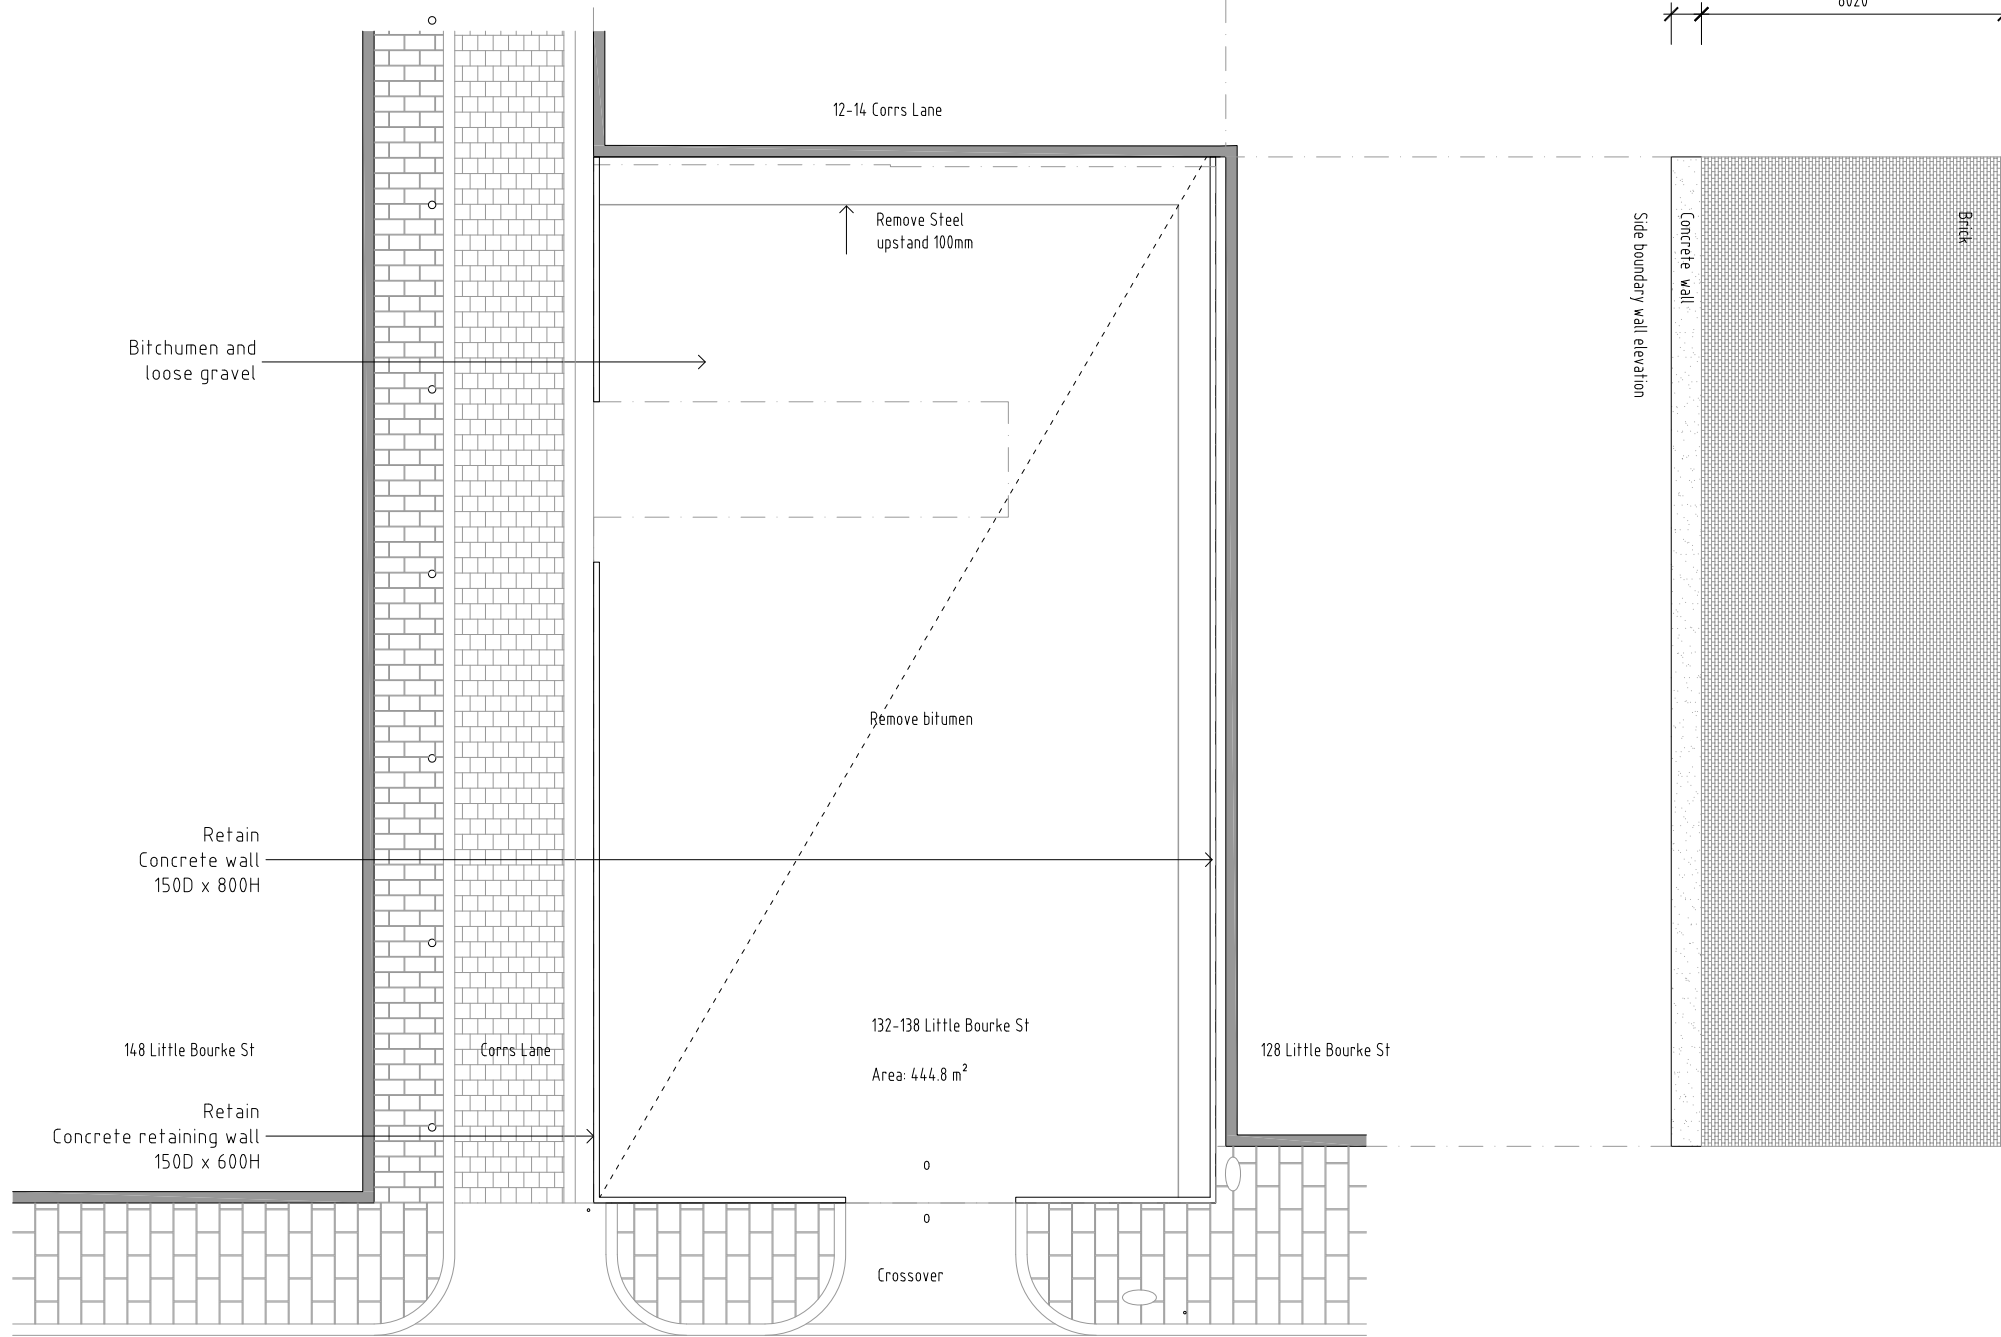 8020
12-14 Corrs Lane
Remove Steel
upstand 100mm
Side boundary wall elevation
Concrete wall
Brick
Bitchumen and
loose gravel
Remove bitumen
Retain
Concrete wall
150D x 800H
132-138 Little Bourke St
148 Little Bourke St
Corrs Lane
128 Little Bourke St
Area: 444.8 m²
Retain
Concrete retaining wall
150D x 600H
Crossover